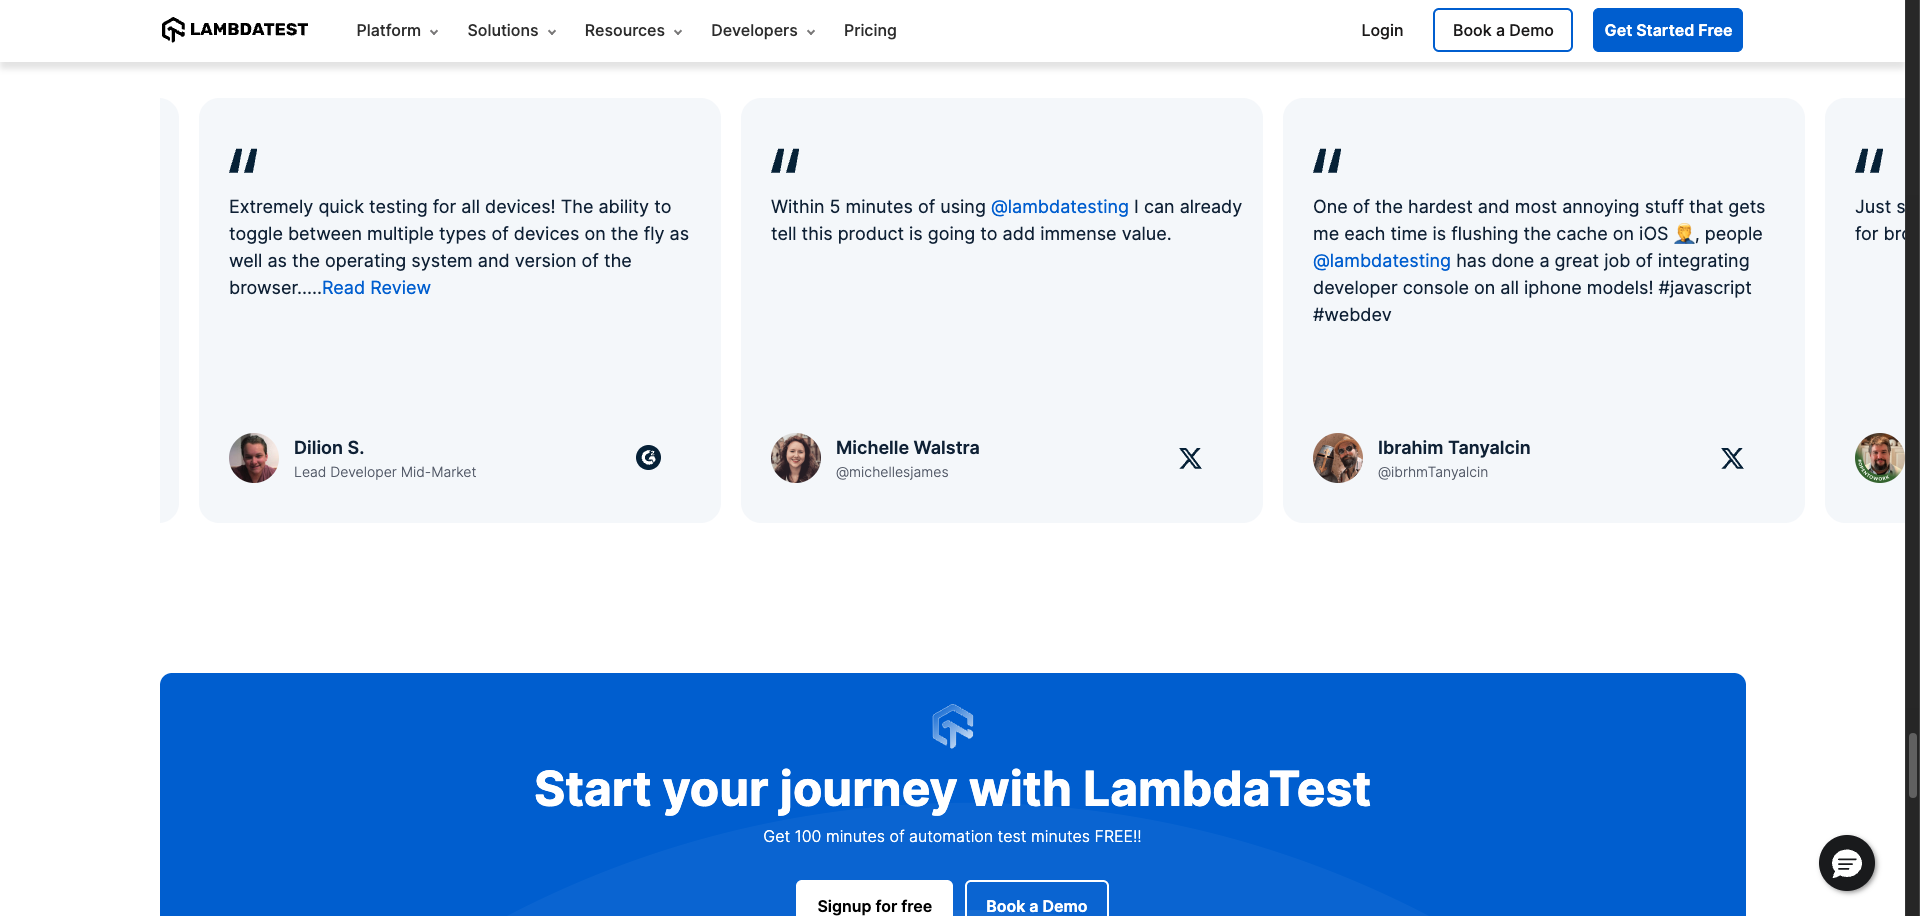 LAMBDATEST
Platform
Solutions
Resources
Developers
Pricing
Login
Book a Demo
Get Started Free
Extremely quick testing for all devices! The ability to
toggle between multiple types of devices on the fly as
well as the operating system and version of the
browser.....Read Review
Dilion S.
Lead Developer Mid-Market
Within 5 minutes of using @lambdatesting I can already
tell this product is going to add immense value.
Michelle Walstra
@michellesjames
One of the hardest and most annoying stuff that gets
me each time is flushing the cache on iOS 🤦‍♂️, people
@lambdatesting has done a great job of integrating
developer console on all iphone models! #javascript
#webdev
Ibrahim Tanyalcin
@ibrhmTanyalcin
Just
for
Start your journey with LambdaTest
Get 100 minutes of automation test minutes FREE!!
Signup for free
Book a Demo